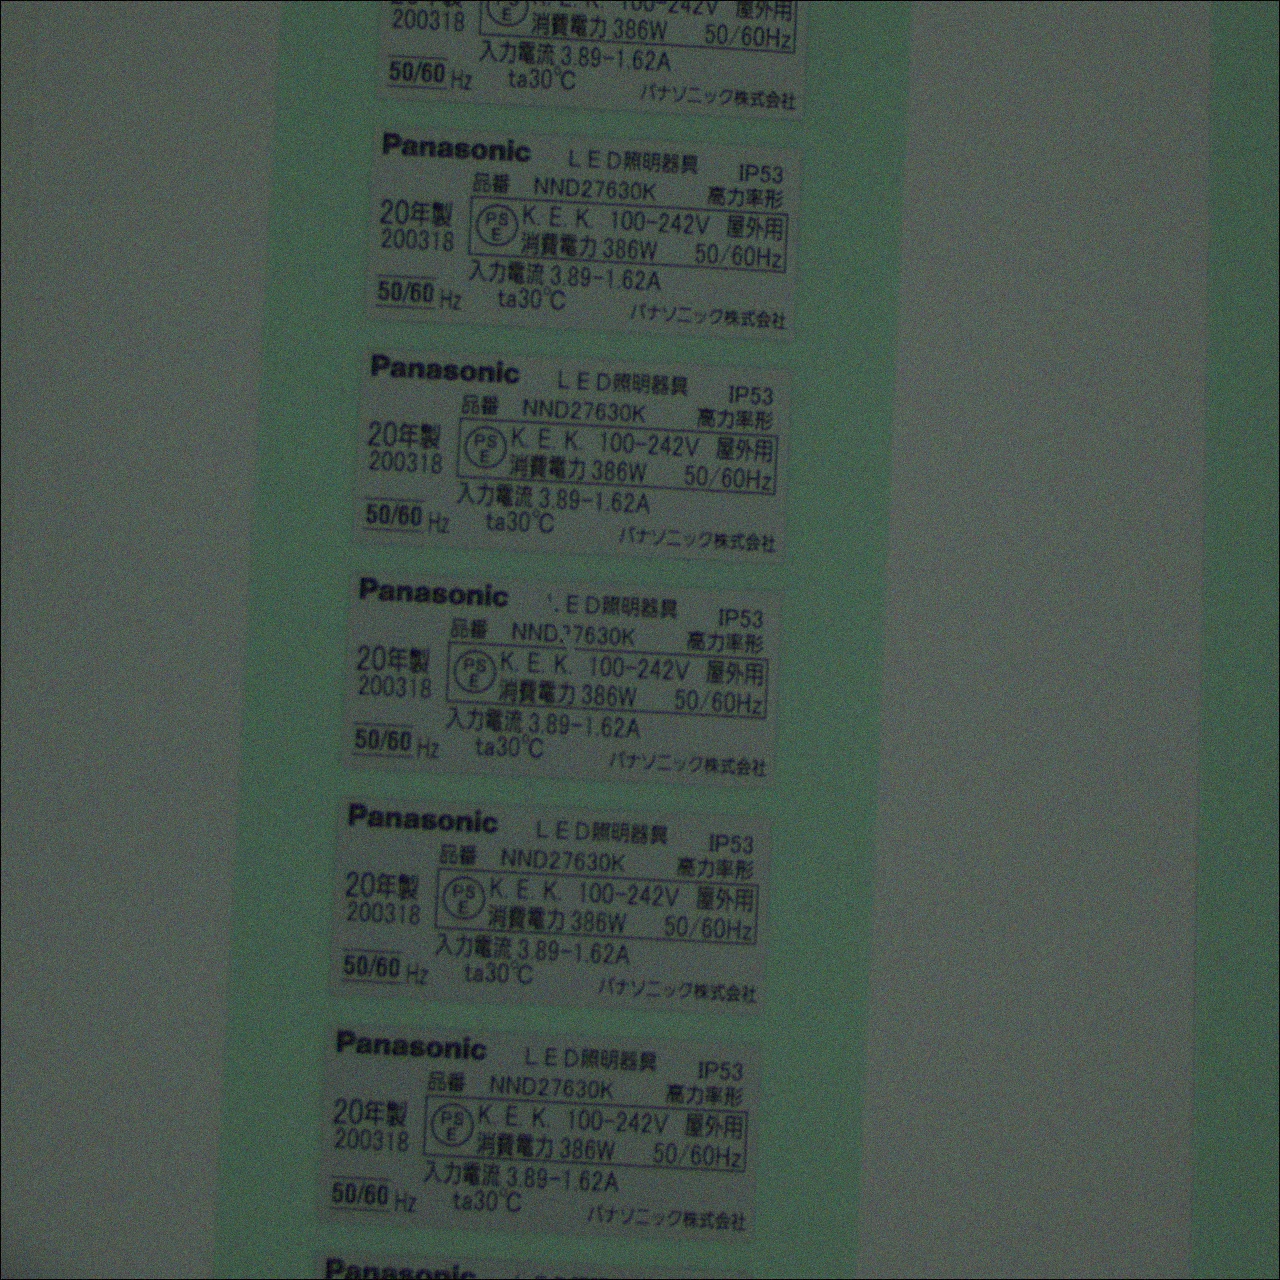 200318 K. E. K. 100-242V 屋外用
消費電力 386W 50/60Hz
入力電流 3.89-1.62A
50/60 Hz ta30℃
パナソニック株式会社
Panasonic LED照明器具 IP53
品番 NND27630K 高力率形
20年製 PSE K. E. K. 100-242V 屋外用
200318 消費電力 386W 50/60Hz
入力電流 3.89-1.62A
50/60 Hz ta30℃
パナソニック株式会社
Panasonic LED照明器具 IP53
品番 NND27630K 高力率形
20年製 PSE K. E. K. 100-242V 屋外用
200318 消費電力 386W 50/60Hz
入力電流 3.89-1.62A
50/60 Hz ta30℃
パナソニック株式会社
Panasonic ED照明器具 IP53
品番 NND27630K 高力率形
20年製 PSE K. E. K. 100-242V 屋外用
200318 消費電力 386W 50/60Hz
入力電流 3.89-1.62A
50/60 Hz ta30℃
パナソニック株式会社
Panasonic LED照明器具 IP53
品番 NND27630K 高力率形
20年製 PSE K. E. K. 100-242V 屋外用
200318 消費電力 386W 50/60Hz
入力電流 3.89-1.62A
50/60 Hz ta30℃
パナソニック株式会社
Panasonic LED照明器具 IP53
品番 NND27630K 高力率形
20年製 PSE K. E. K. 100-242V 屋外用
200318 消費電力 386W 50/60Hz
入力電流 3.89-1.62A
50/60 Hz ta30℃
パナソニック株式会社
Panasonic